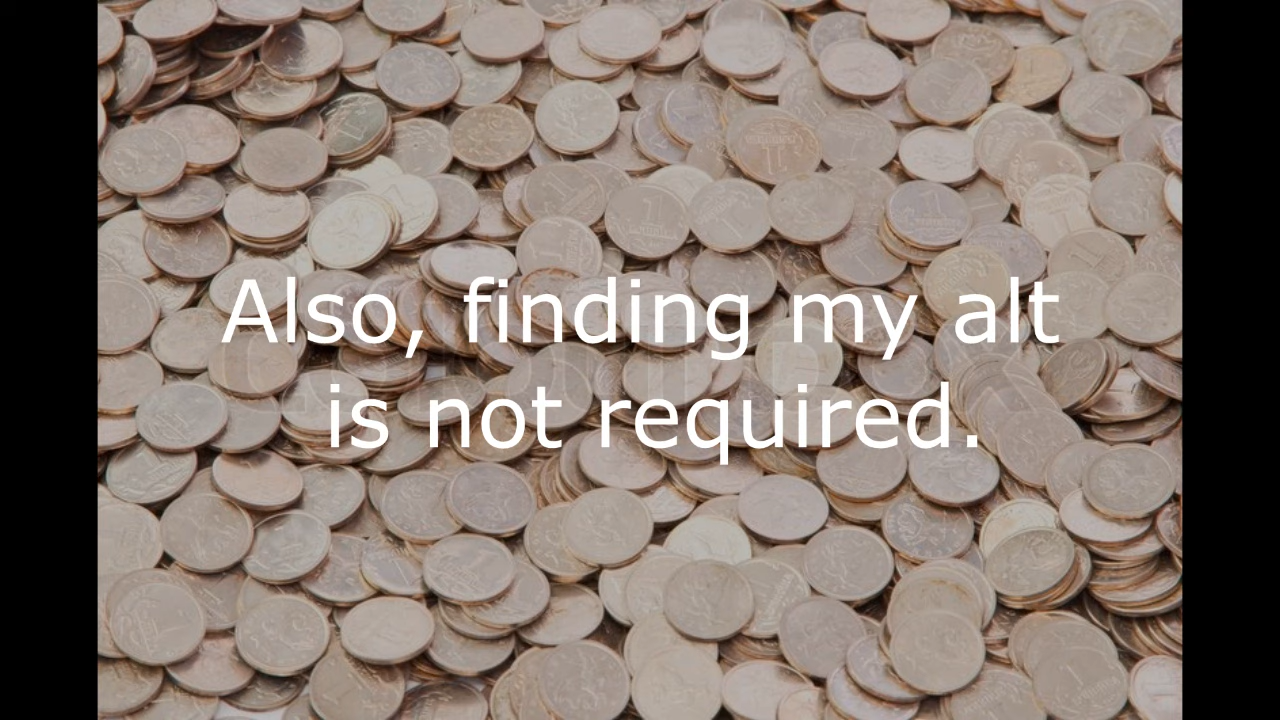 Also, finding my alt
is not required.